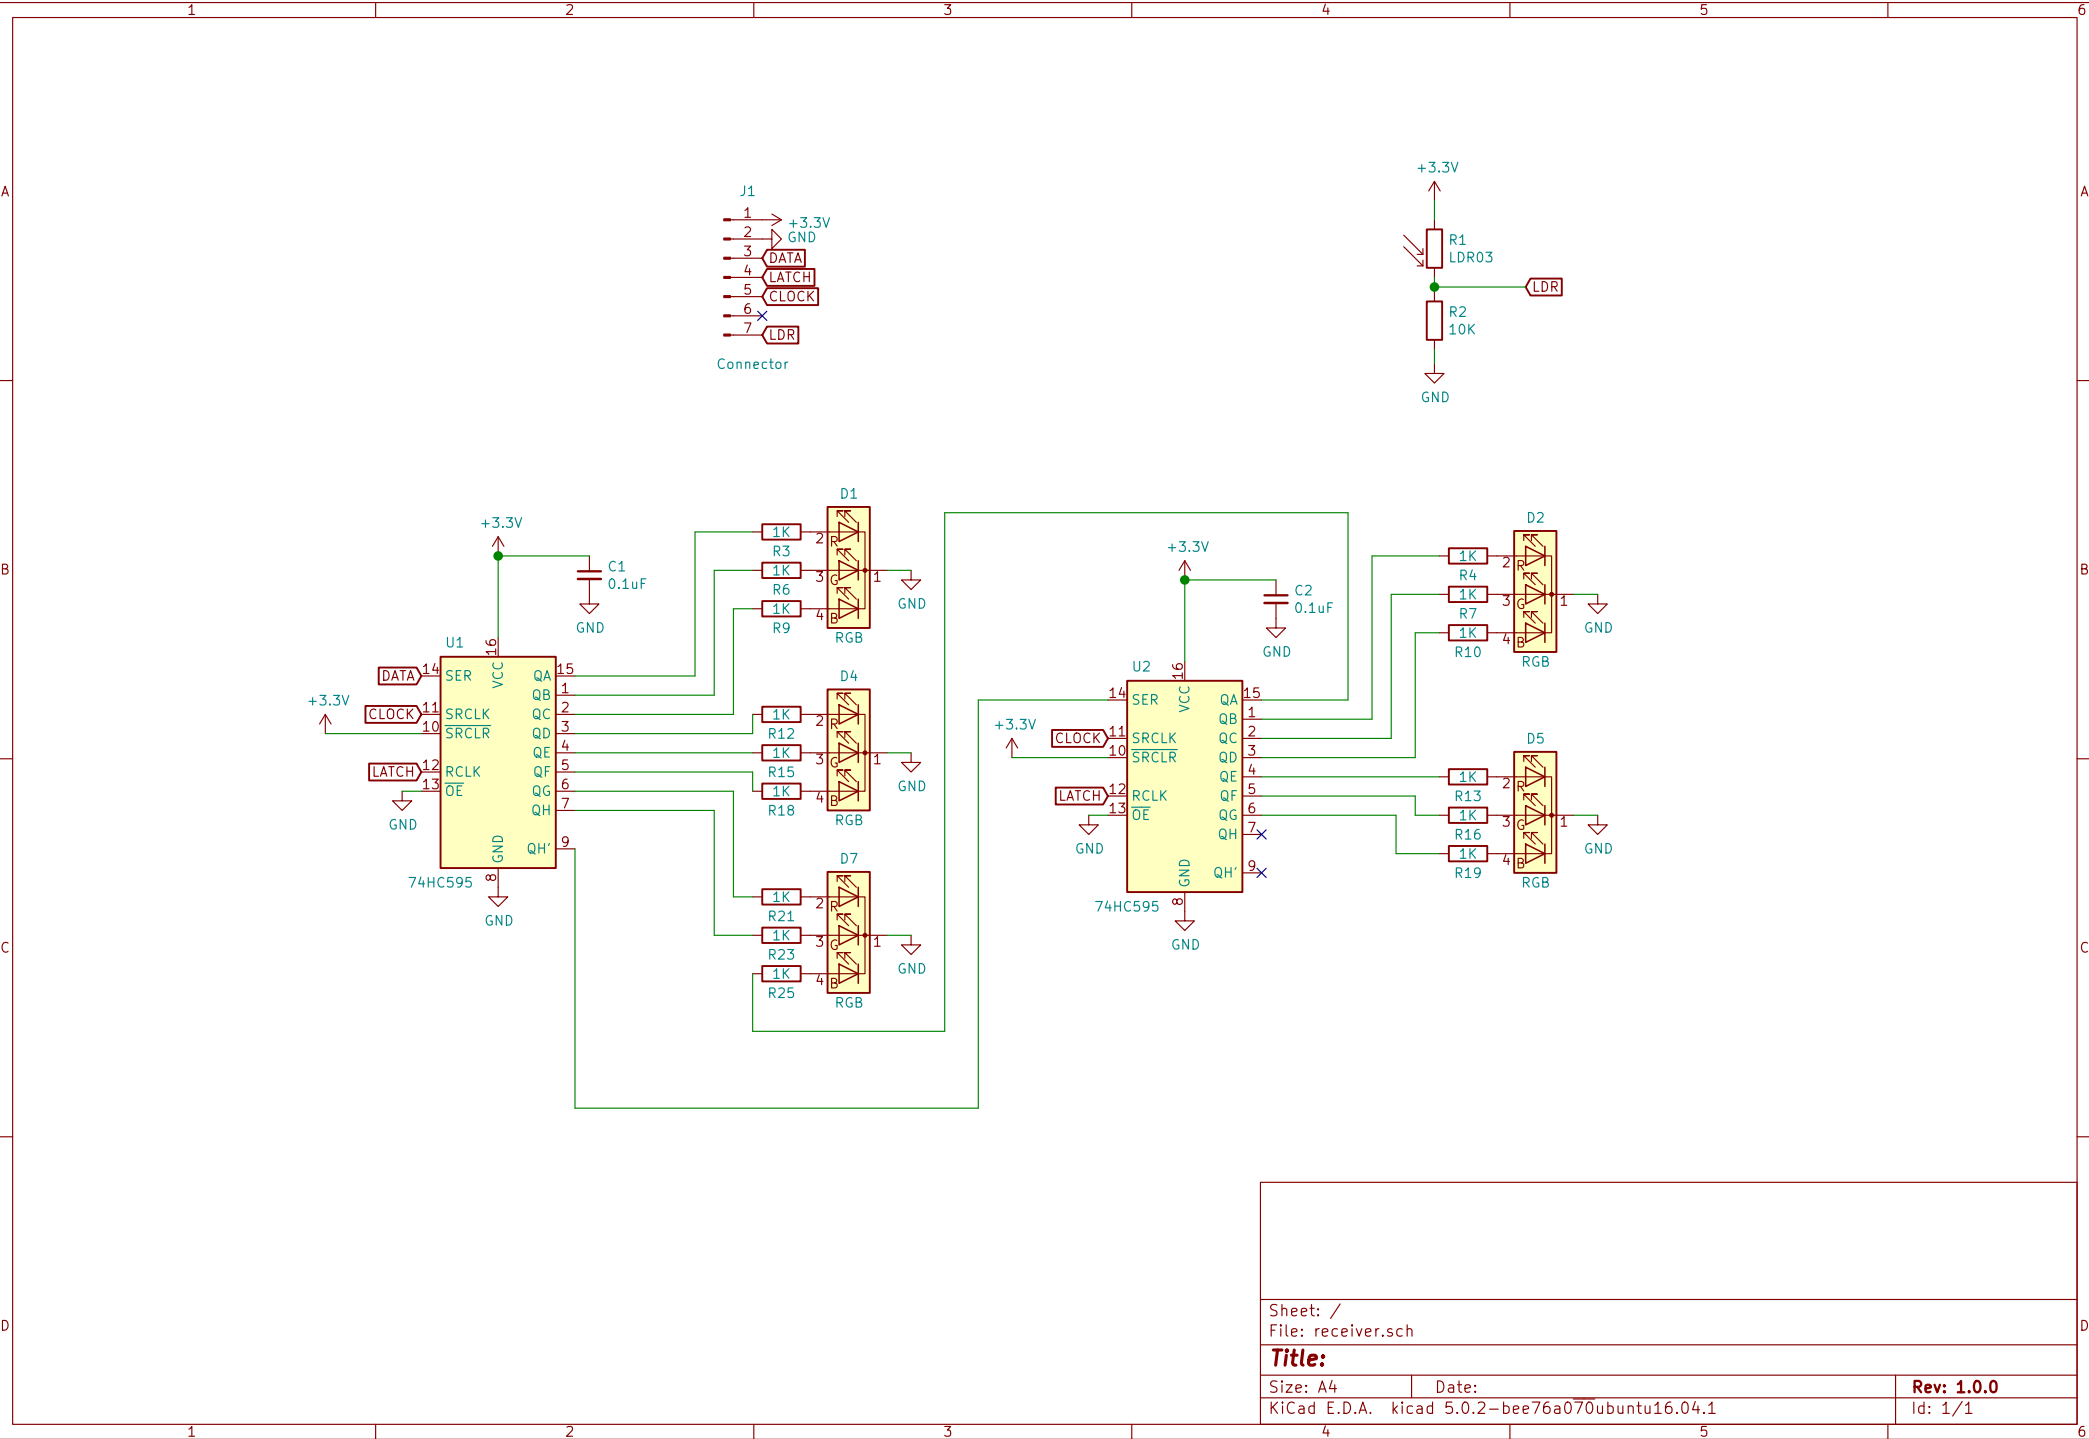 1 2 3 4 5 6
A A
B B
C C
D D
J1
1 +3.3V
2 GND
3 DATA
4 LATCH
5 CLOCK
6
7 LDR
Connector
+3.3V
R1
LDR03
LDR
R2
10K
GND
+3.3V
C1
0.1uF
GND
U1
16
VCC
DATA 14 SER
CLOCK 11 SRCLK
+3.3V
10 SRCLR
LATCH 12 RCLK
13 OE
GND
QA 15
QB 1
QC 2
QD 3
QE 4
QF 5
QG 6
QH 7
QH' 9
GND
8
74HC595
GND
D1
1K 2 R
R3
1K 3 G 1
R6
1K 4 B
R9
RGB
GND
D4
1K 2 R
R12
1K 3 G 1
R15
1K 4 B
R18
RGB
GND
D7
1K 2 R
R21
1K 3 G 1
R23
1K 4 B
R25
RGB
GND
+3.3V
C2
0.1uF
GND
U2
16
VCC
14 SER
+3.3V
CLOCK 11 SRCLK
10 SRCLR
LATCH 12 RCLK
13 OE
GND
QA 15
QB 1
QC 2
QD 3
QE 4
QF 5
QG 6
QH 7
QH' 9
GND
8
74HC595
GND
D2
1K 2 R
R4
1K 3 G 1
R7
1K 4 B
R10
RGB
GND
D5
1K 2 R
R13
1K 3 G 1
R16
1K 4 B
R19
RGB
GND
Sheet: /
File: receiver.sch
Title:
Size: A4 Date: Rev: 1.0.0
KiCad E.D.A. kicad 5.0.2-bee76a070ubuntu16.04.1 Id: 1/1
1 2 3 4 5 6